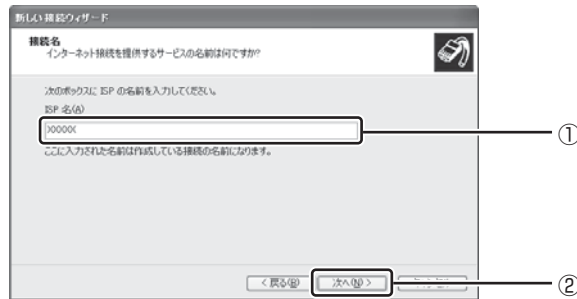 新しい接続ウィザード
接続名
インターネット接続を提供するサービスの名前は何ですか?
次のボックスに ISP の名前を入力してください。
ISP 名(A)
XXXXX
①
ここに入力された名前は作成している接続の名前になります。
< 戻る(B)
次へ(N) >
②